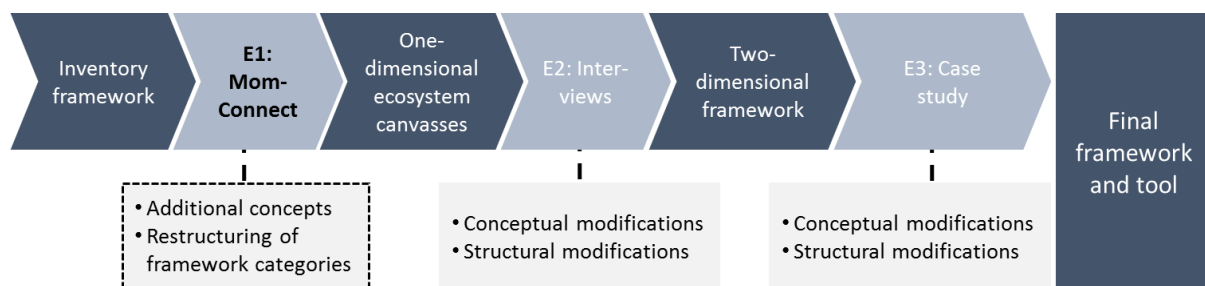 Inventory
framework
E1:
Mom-
Connect
One-
dimensional
ecosystem
canvasses
E2: Inter-
views
Two-
dimensional
framework
E3: Case
study
Final
framework
and tool
• Additional concepts
• Restructuring of
framework categories
• Conceptual modifications
• Structural modifications
• Conceptual modifications
• Structural modifications